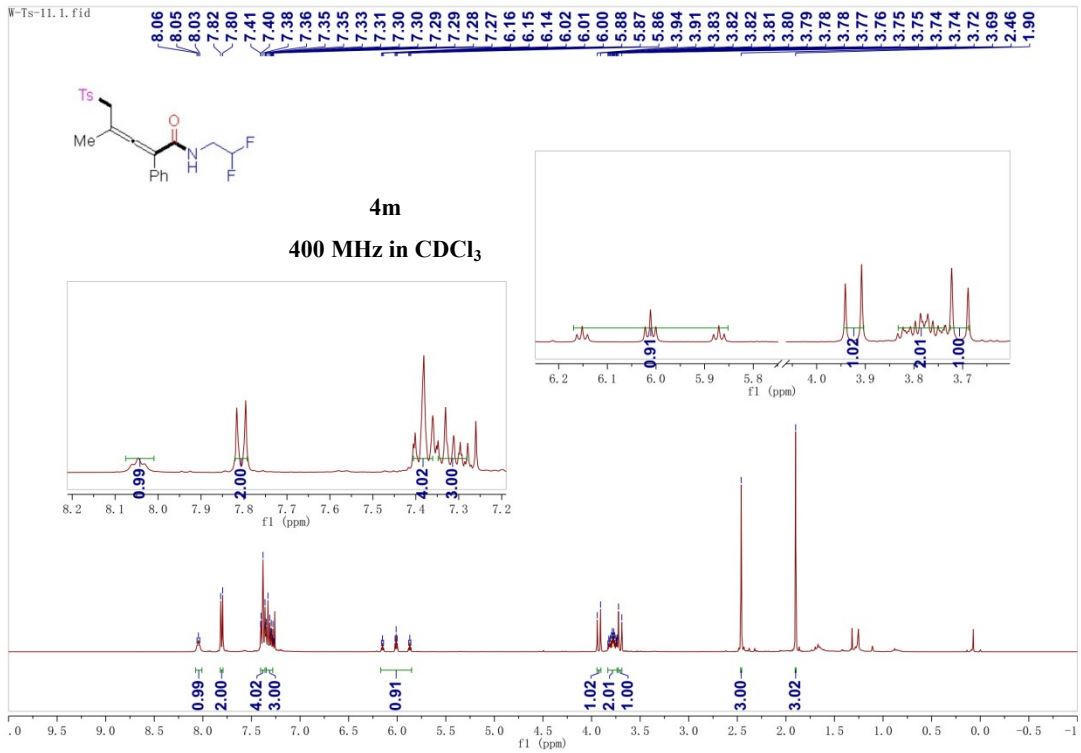 W-Ts-11.1.fid
8.06 8.05 8.03 7.82 7.80 7.41 7.40 7.38 7.36 7.35 7.35 7.33 7.31 7.30 7.30 7.29 7.29 7.28 7.27 6.16 6.15 6.14 6.02 6.01 6.00 5.88 5.87 5.86 3.94 3.91 3.83 3.82 3.82 3.81 3.81 3.80 3.79 3.78 3.78 3.77 3.76 3.75 3.75 3.74 3.74 3.72 3.69 2.46 1.90
Ts
O
Me
N
H
F
F
Ph
4m
400 MHz in CDCl₃
0.91 1.02 2.01 1.00
6.2 6.1 6.0 5.9 5.8 4.0 3.9 3.8 3.7
f1 (ppm)
0.99 2.00 4.02 3.00
8.2 8.1 8.0 7.9 7.8 7.7 7.6 7.5 7.4 7.3 7.2
f1 (ppm)
0.99 2.00 4.02 3.00 0.91 1.02 2.01 1.00 3.00 3.02
.0 9.5 9.0 8.5 8.0 7.5 7.0 6.5 6.0 5.5 5.0 4.5 4.0 3.5 3.0 2.5 2.0 1.5 1.0 0.5 0.0 -0.5 -1
f1 (ppm)